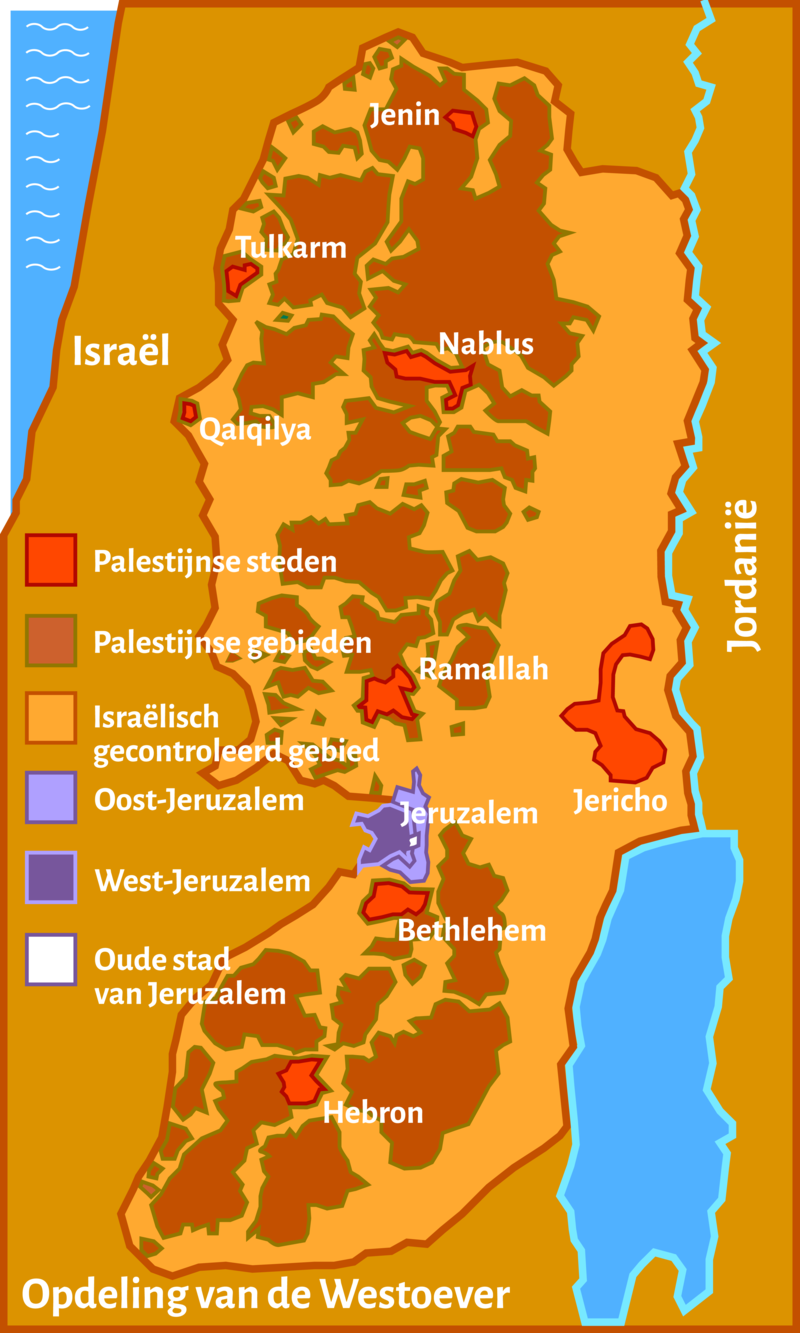 Jenin
Tulkarm
Israël
Nablus
Qalqilya
Jordanië
Palestijnse steden
Palestijnse gebieden
Ramallah
Israëlisch
gecontroleerd gebied
Oost-Jeruzalem
Jericho
Jeruzalem
West-Jeruzalem
Bethlehem
Oude stad
van Jeruzalem
Hebron
Opdeling van de Westoever